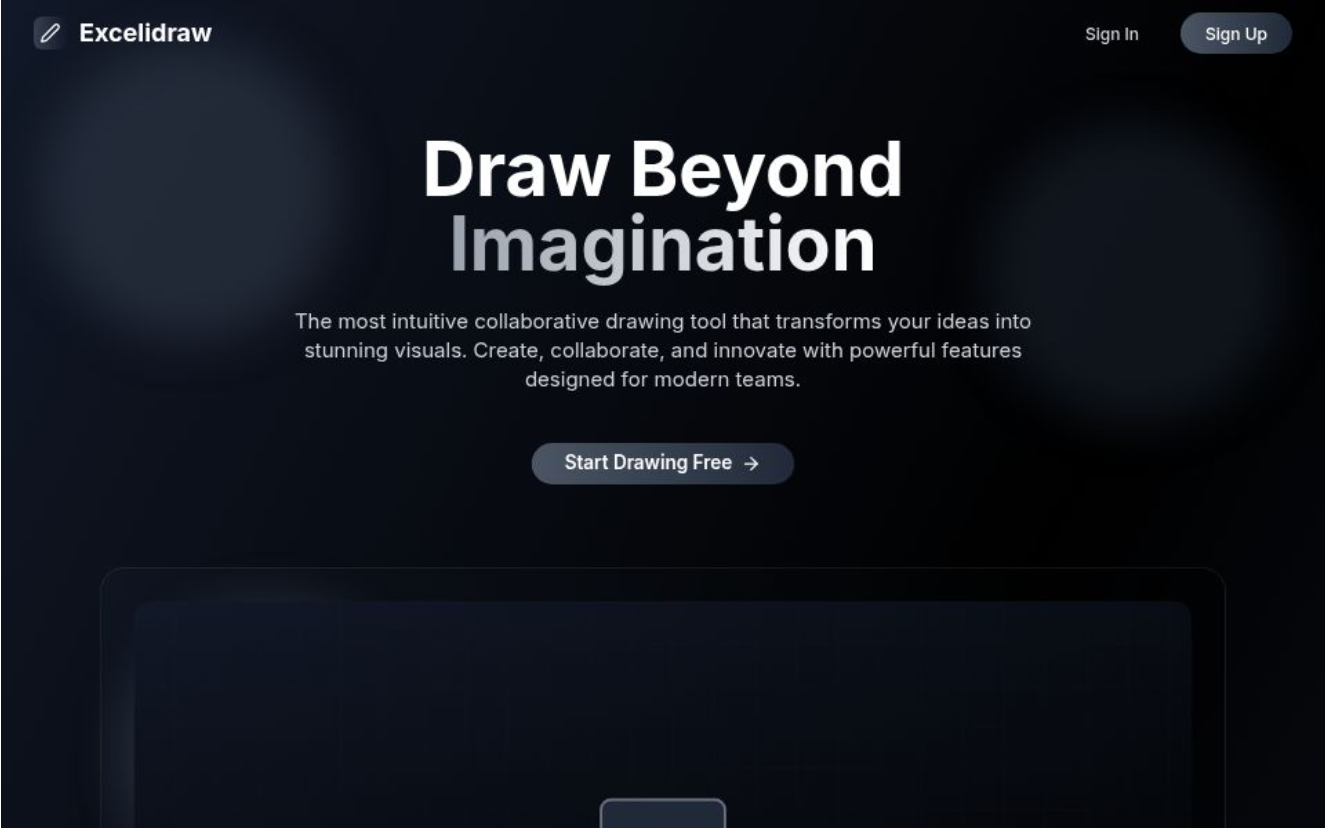 Excelidraw
Sign In
Sign Up
Draw Beyond
Imagination
The most intuitive collaborative drawing tool that transforms your ideas into
stunning visuals. Create, collaborate, and innovate with powerful features
designed for modern teams.
Start Drawing Free →